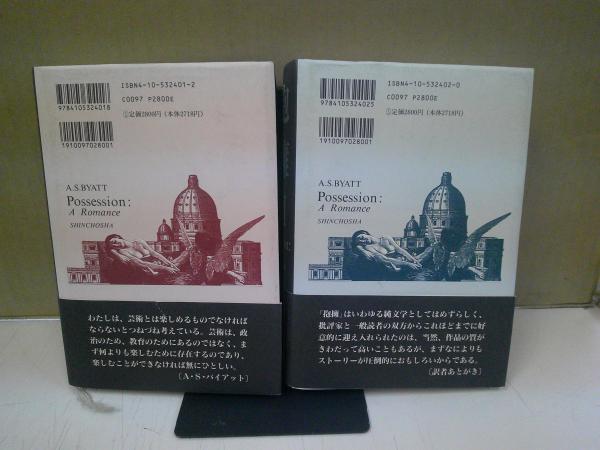 ISBN4-10-532401-2
C0097 P2800E
9784105324018
①定価2800円(本体2718円)
1910097028001
A.S.BYATT
Possession:
A Romance
SHINCHOSHA
わたしは、芸術とは楽しめるものでなければ
ならないとつねづね考えている。芸術は、政
治のため、教育のためにあるのではなく、ま
ず何よりも楽しむために存在するのであり、
楽しむことができなければ無にひとしい。
〔A・S・バイアット〕
ISBN4-10-532402-0
C0097 P2800E
9784105324025
①定価2800円(本体2718円)
1910097028001
A.S.BYATT
Possession:
A Romance
SHINCHOSHA
「抱擁」はいわゆる純文学としてはめずらしく、
批評家と一般読者の双方からこれほどまでに好
意的に迎え入れられたのは、当然、作品の質が
きわだって高いこともあるが、まずなによりも
ストーリーが圧倒的におもしろいからである。
〔訳者あとがき〕